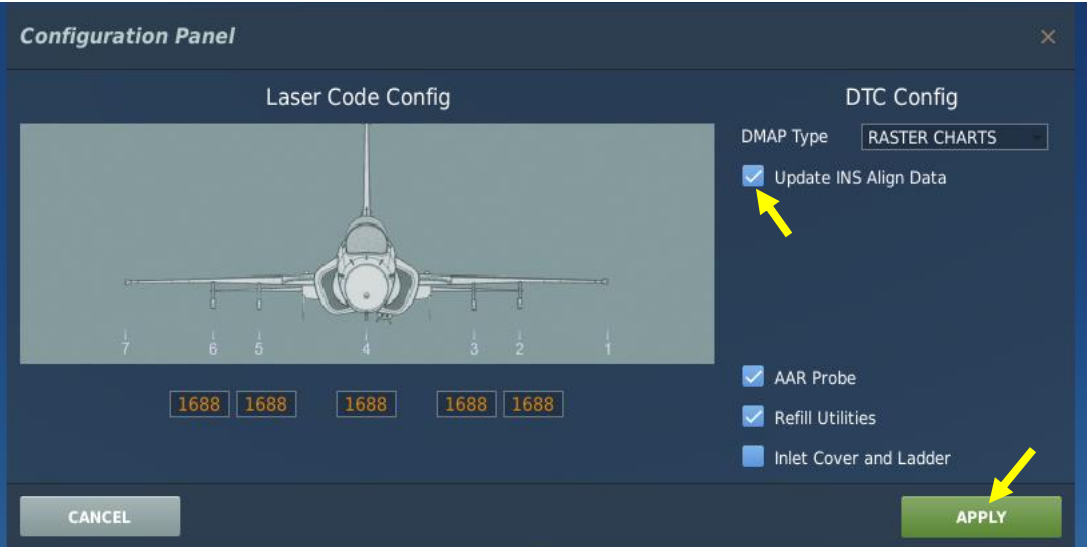 Configuration Panel ×
Laser Code Config
7 6 5 4 3 2 1
1688 1688 1688 1688 1688
DTC Config
DMAP Type RASTER CHARTS
Update INS Align Data
AAR Probe
Refill Utilities
Inlet Cover and Ladder
CANCEL APPLY